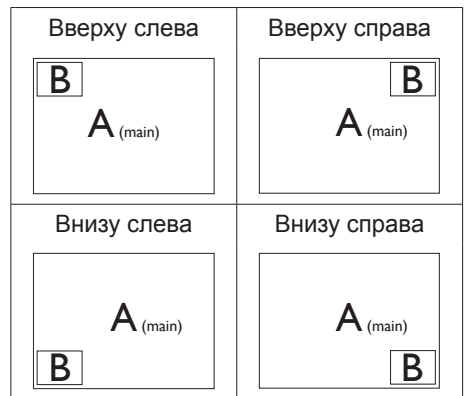 Вверху слева
B
A (main)
Вверху справа
B
A (main)
Внизу слева
A (main)
B
Внизу справа
A (main)
B